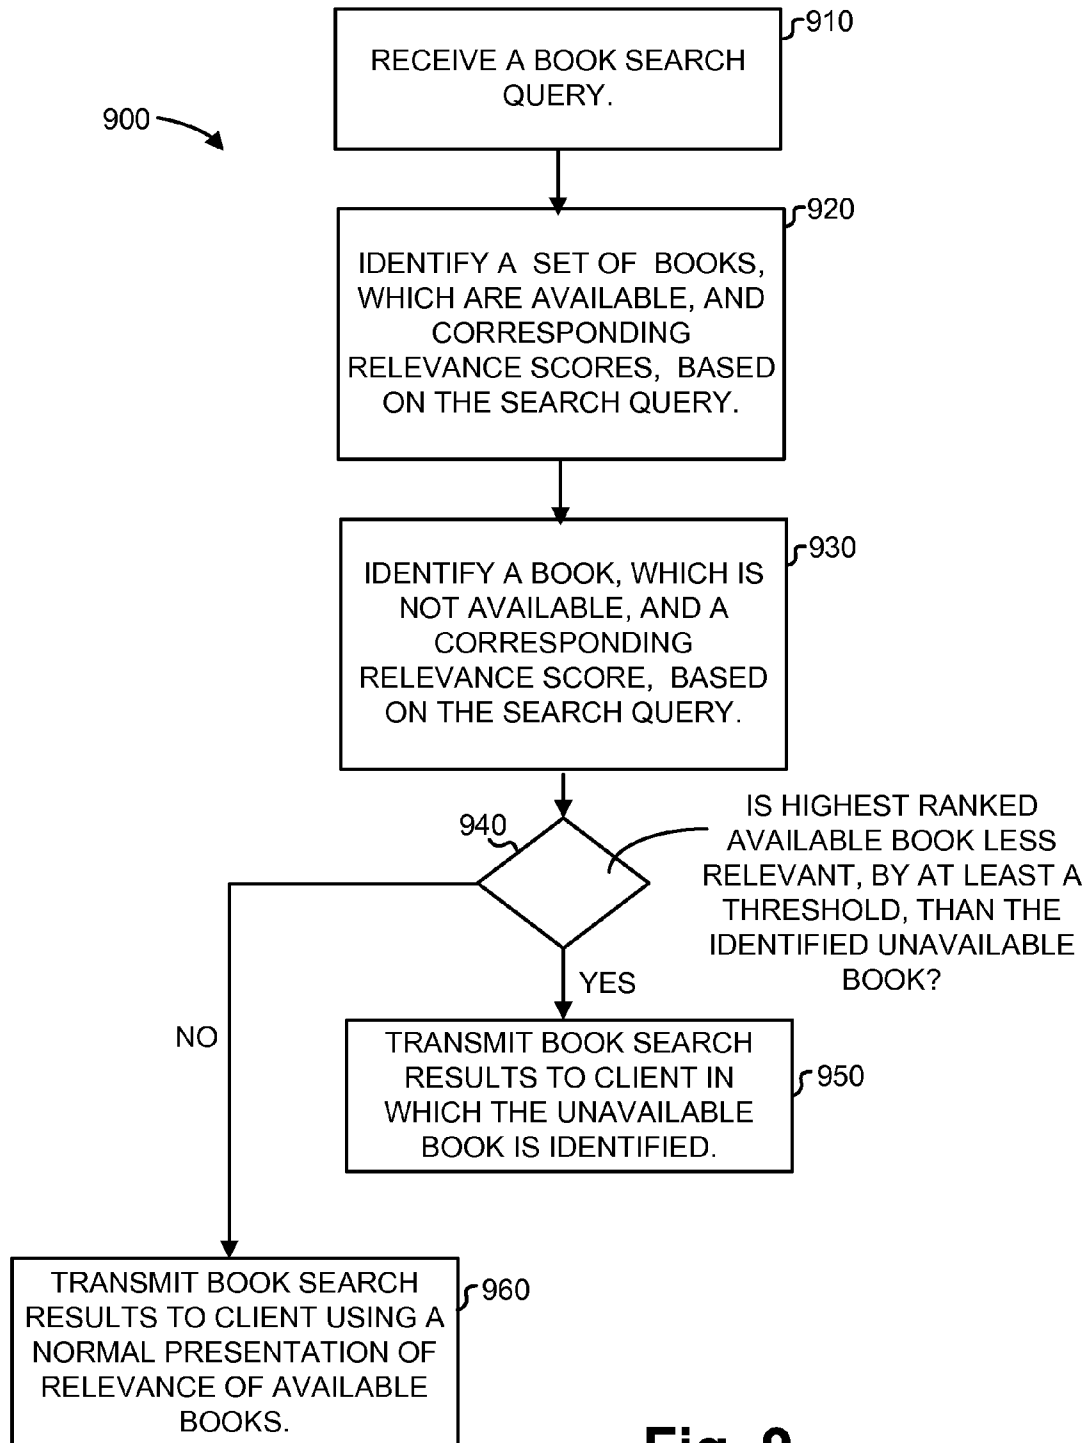 910
RECEIVE A BOOK SEARCH
QUERY.
900
920
IDENTIFY A SET OF BOOKS,
WHICH ARE AVAILABLE, AND
CORRESPONDING
RELEVANCE SCORES, BASED
ON THE SEARCH QUERY.
930
IDENTIFY A BOOK, WHICH IS
NOT AVAILABLE, AND A
CORRESPONDING
RELEVANCE SCORE, BASED
ON THE SEARCH QUERY.
940
IS HIGHEST RANKED
AVAILABLE BOOK LESS
RELEVANT, BY AT LEAST A
THRESHOLD, THAN THE
IDENTIFIED UNAVAILABLE
BOOK?
YES
NO
TRANSMIT BOOK SEARCH
RESULTS TO CLIENT IN
WHICH THE UNAVAILABLE
BOOK IS IDENTIFIED.
950
TRANSMIT BOOK SEARCH
RESULTS TO CLIENT USING A
NORMAL PRESENTATION OF
RELEVANCE OF AVAILABLE
BOOKS.
960
Fig.